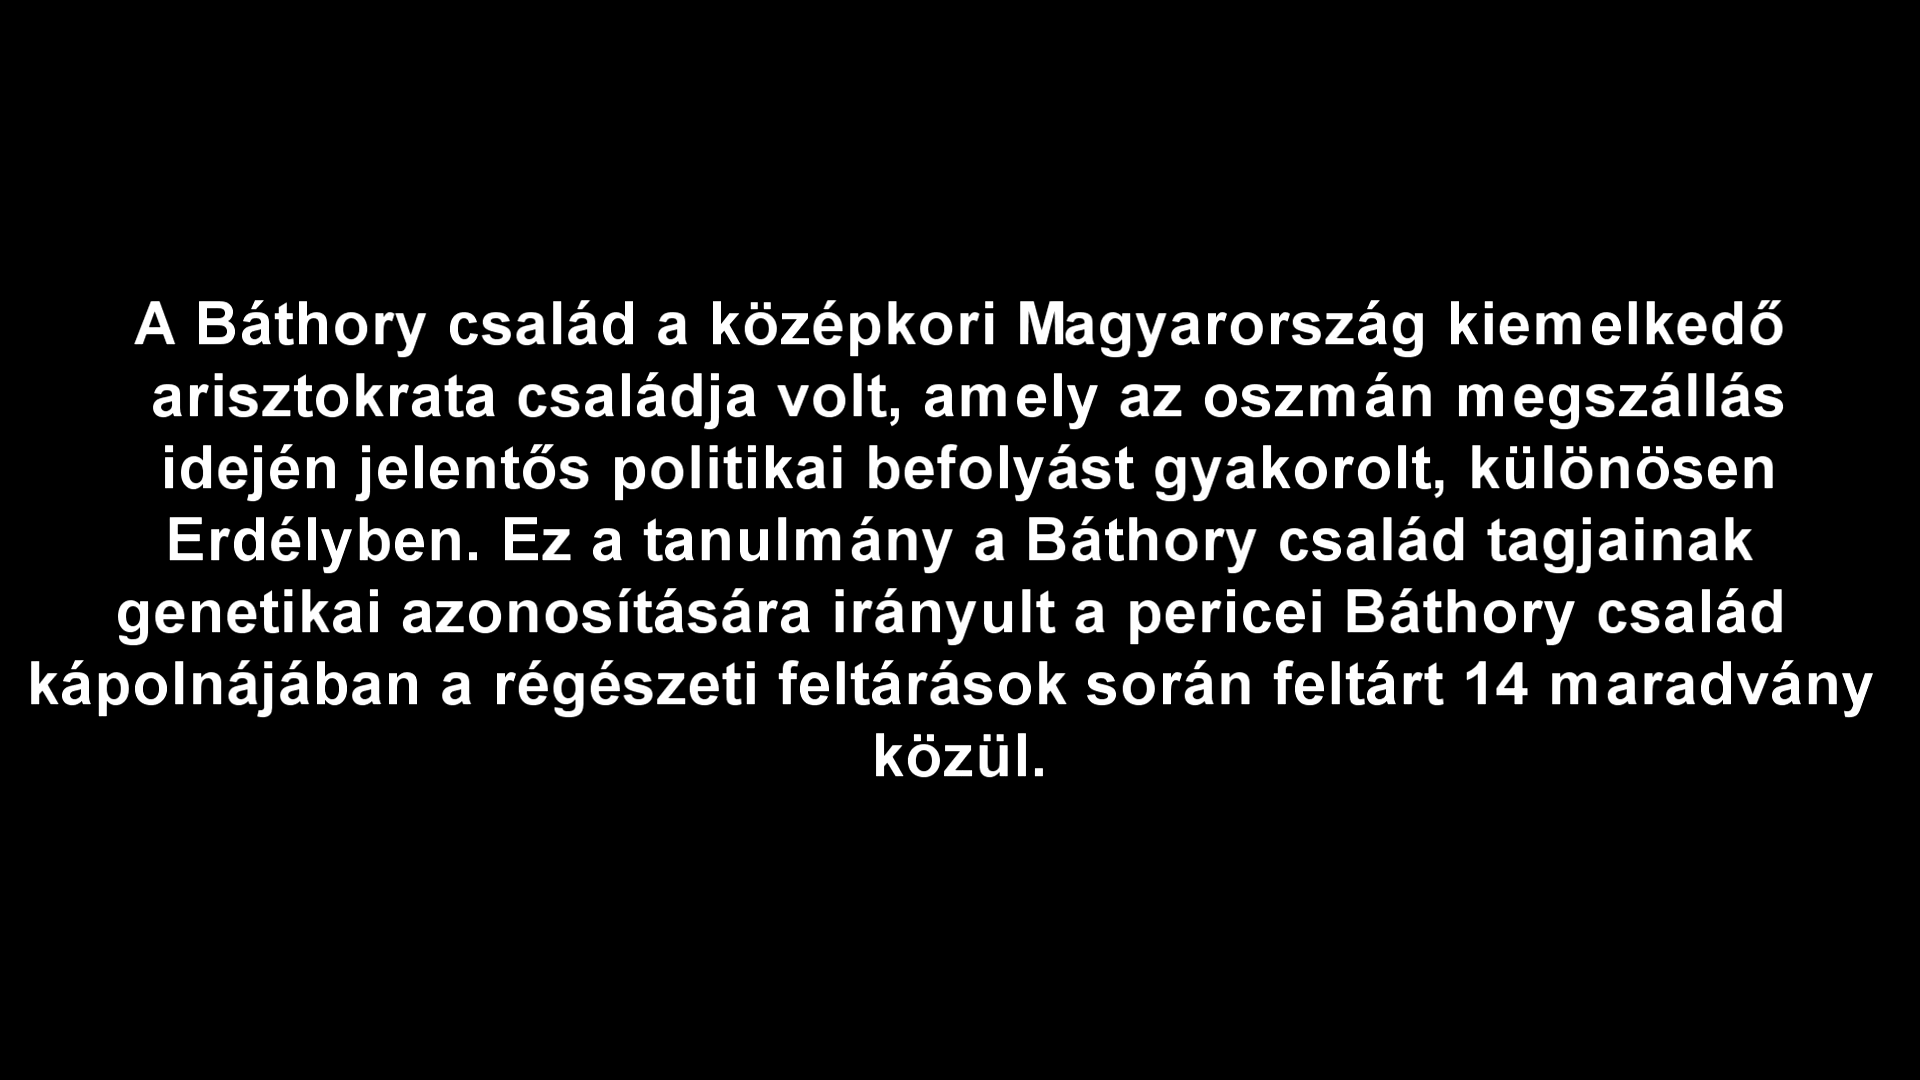 A Báthory család a középkori Magyarország kiemelkedő
arisztokrata családja volt, amely az oszmán megszállás
idején jelentős politikai befolyást gyakorolt, különösen
Erdélyben. Ez a tanulmány a Báthory család tagjainak
genetikai azonosítására irányult a pericei Báthory család
kápolnájában a régészeti feltárások során feltárt 14 maradvány
közül.